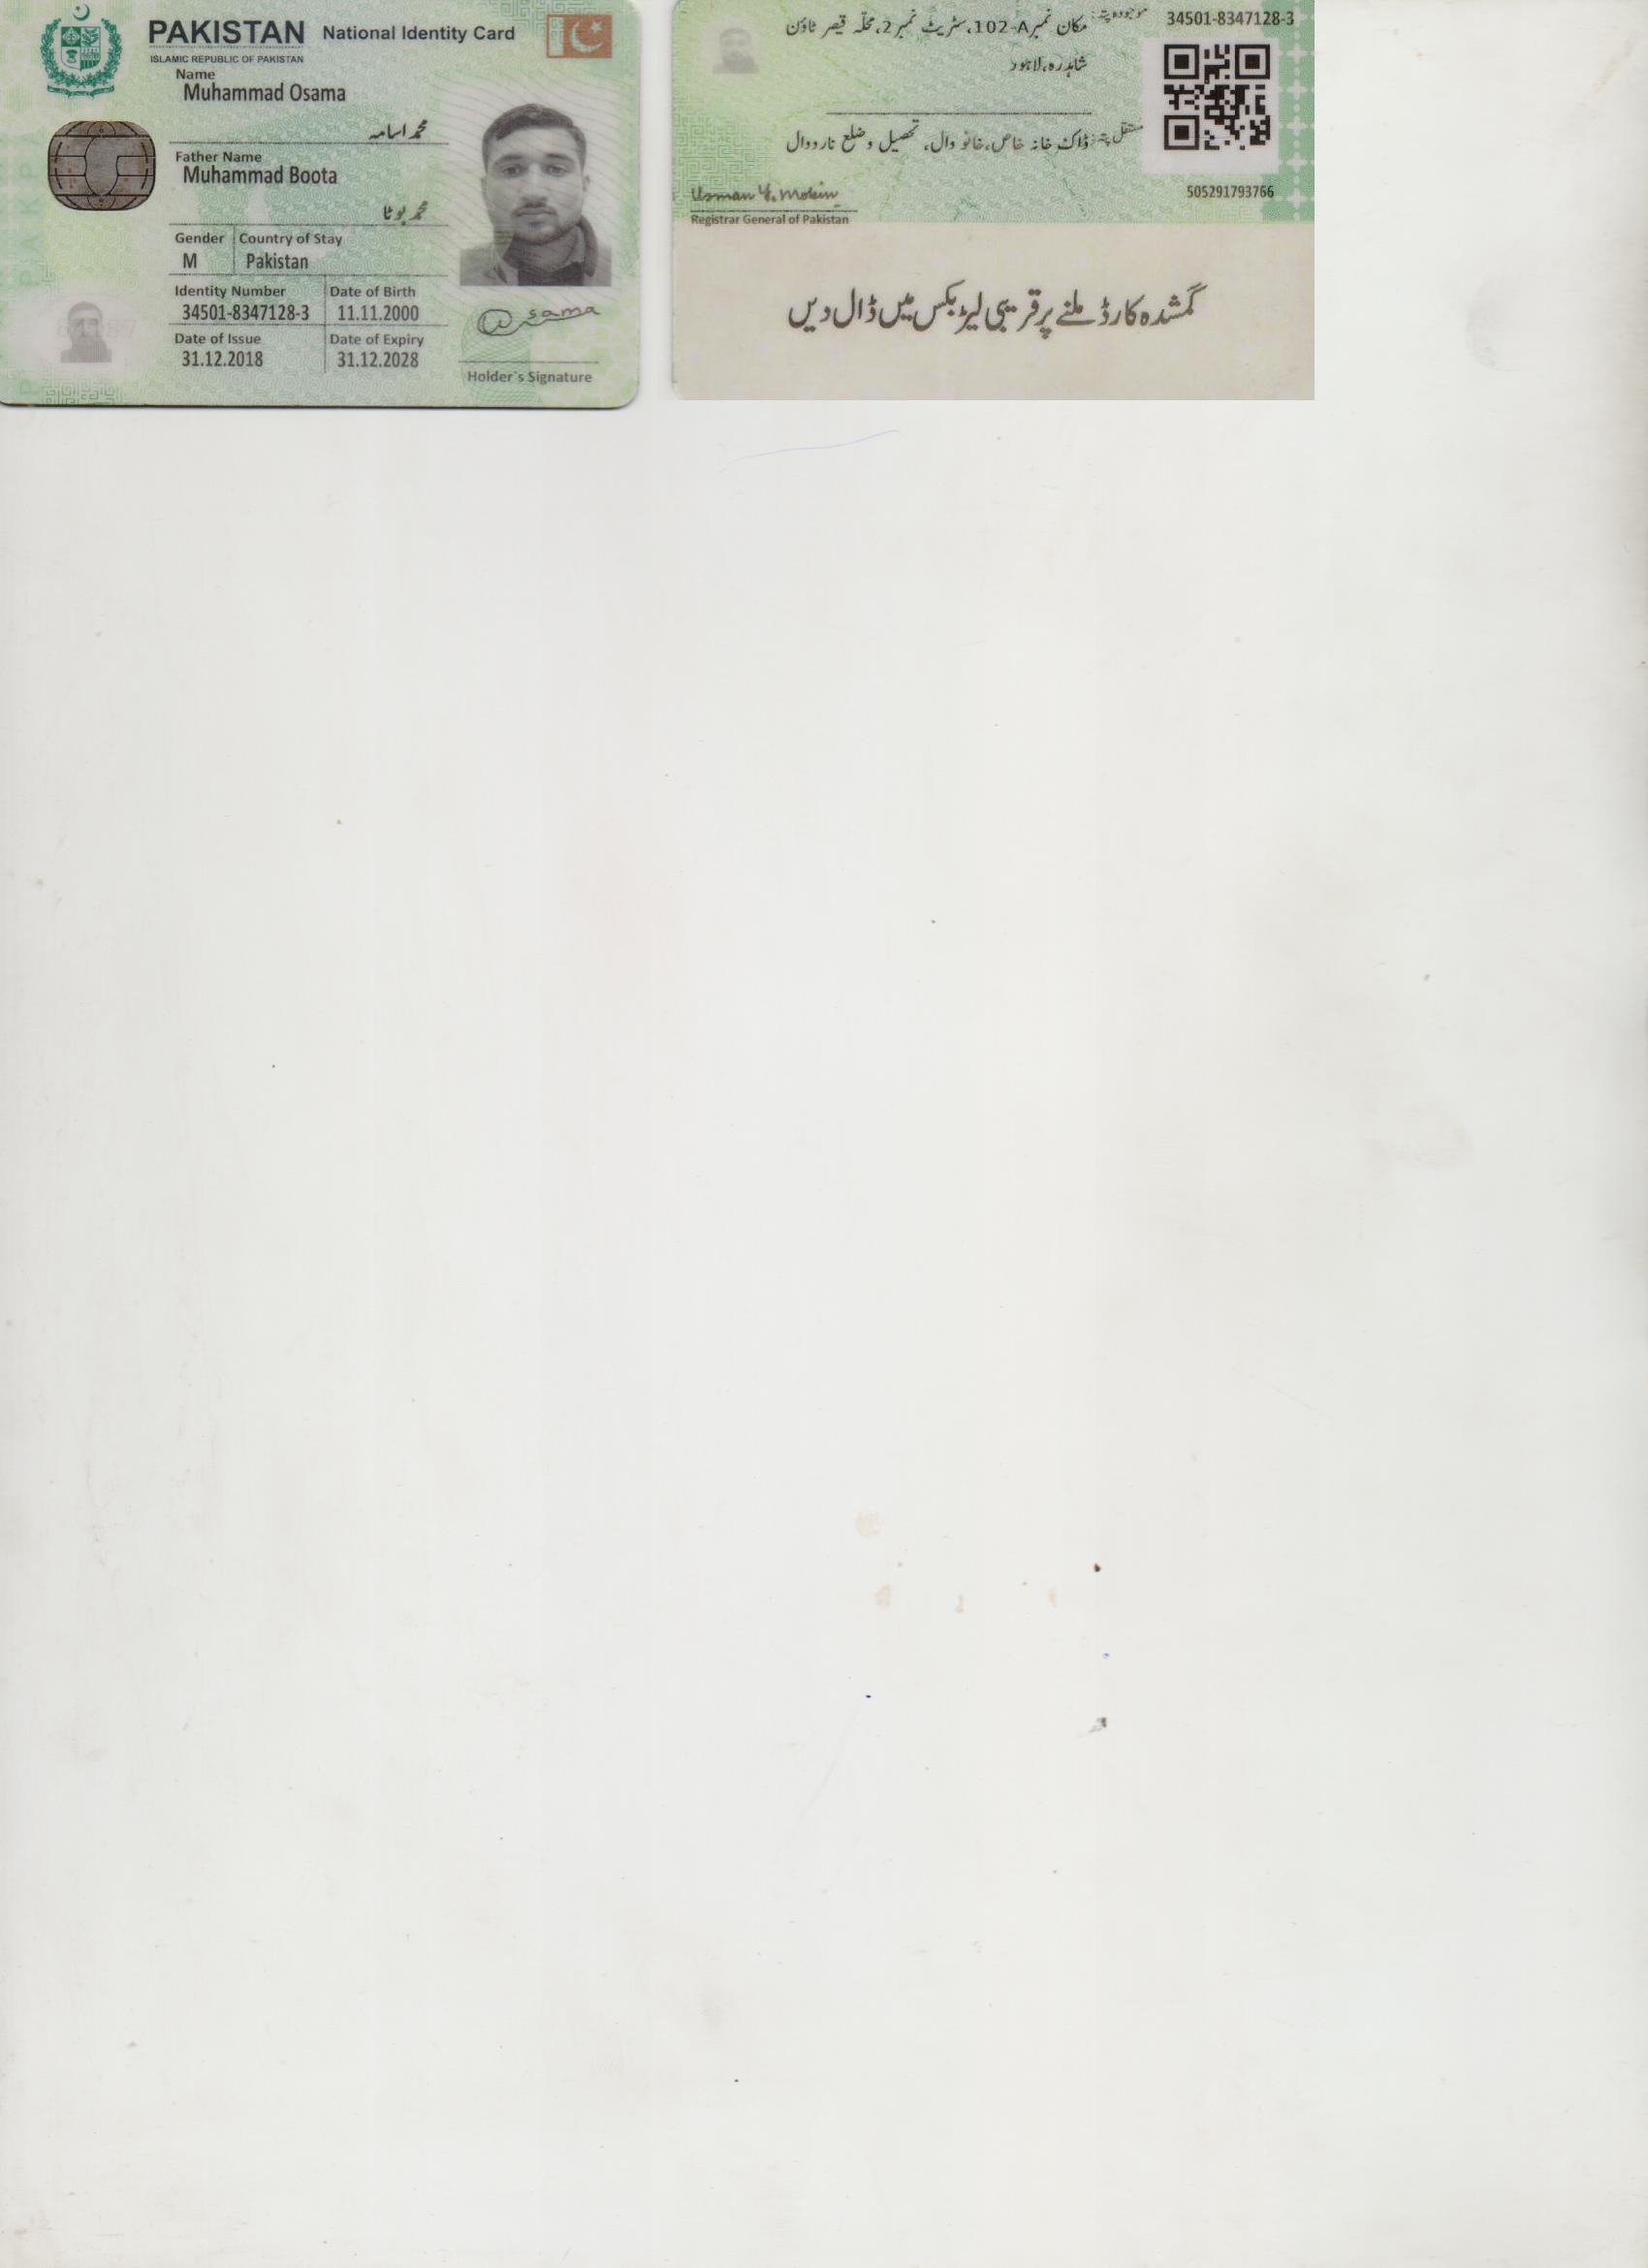 PAKISTAN National Identity Card
ISLAMIC REPUBLIC OF PAKISTAN
Name
Muhammad Osama
محمد اسامہ
Father Name
Muhammad Boota
محمد بوٹا
Gender Country of Stay
M Pakistan
Identity Number Date of Birth
34501-8347128-3 11.11.2000
Date of Issue Date of Expiry
31.12.2018 31.12.2028
Osama
Holder's Signature
34501-8347128-3
موجودہ پتہ: مکان نمبر 102-A، سٹریٹ نمبر 2، محلہ قیصر ٹاؤن
شاہدرہ، لاہور
مستقل پتہ: ڈاک خانہ خاص، خانو وال، تحصیل و ضلع نارووال
505291793766
Usman Y. Mobin
Registrar General of Pakistan
گمشدہ کارڈ ملنے پر قریبی لیٹر بکس میں ڈال دیں